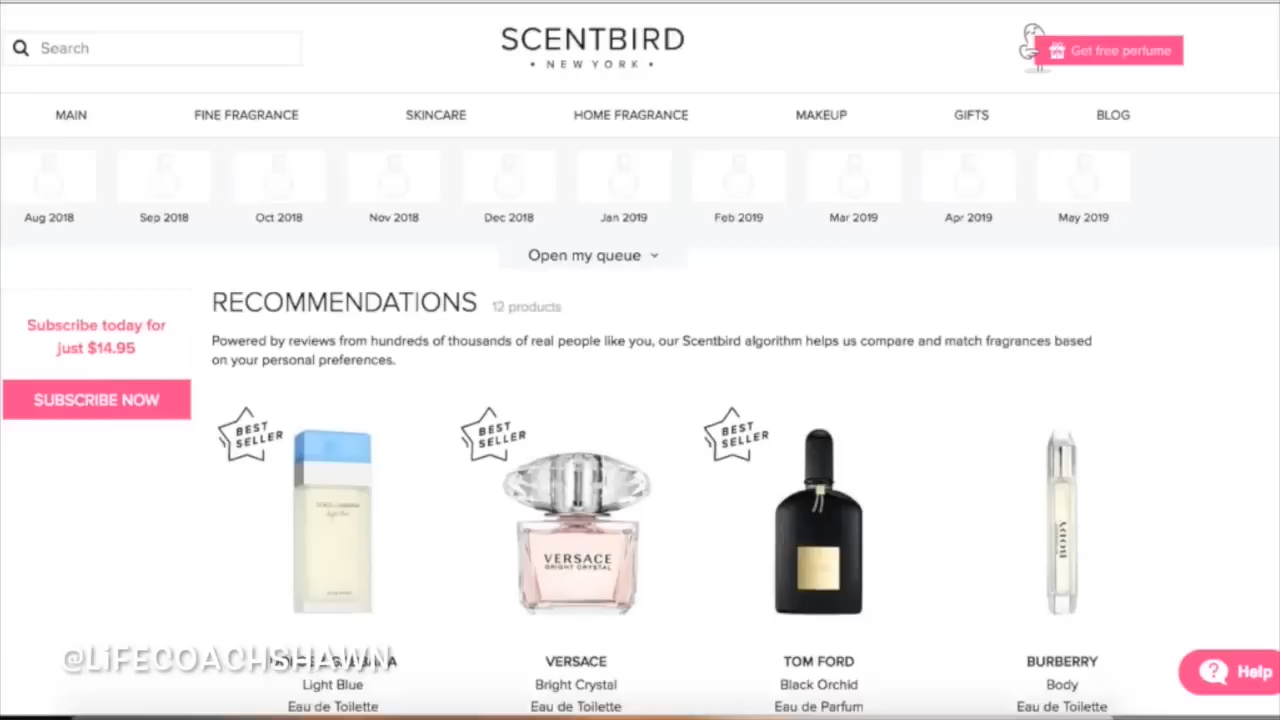 Search
SCENTBIRD
• NEW YORK •
Get free perfume
MAIN FINE FRAGRANCE SKINCARE HOME FRAGRANCE MAKEUP GIFTS BLOG
Aug 2018 Sep 2018 Oct 2018 Nov 2018 Dec 2018 Jan 2019 Feb 2019 Mar 2019 Apr 2019 May 2019
Open my queue
Subscribe today for
just $14.95
SUBSCRIBE NOW
RECOMMENDATIONS 12 products
Powered by reviews from hundreds of thousands of real people like you, our Scentbird algorithm helps us compare and match fragrances based
on your personal preferences.
BEST
SELLER
BEST
SELLER
BEST
SELLER
Light Blue
VERSACE
BRIGHT CRYSTAL
BODY
@LiFECOACHSHAWN
VERSACE TOM FORD BURBERRY
Light Blue Bright Crystal Black Orchid Body
Eau de Toilette Eau de Toilette Eau de Parfum Eau de Toilette
Help